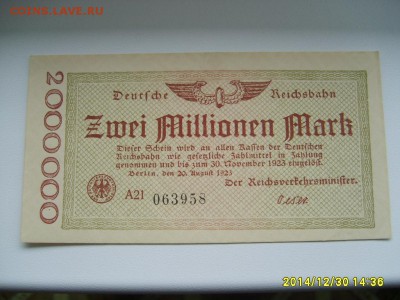 COINS.LAVE.RU
Deutsche Reichsbahn
2000000
Zwei Millionen Mark
Dieser Schein wird an allen Kassen der Deutschen
Reichsbahn wie gesetzliche Zahlmittel in Zahlung
genommen und bis zum 30. November 1923 eingelöst.
Berlin, den 20. August 1923
Der Reichsverkehrsminister.
A21 063958
2014/12/30 14:36